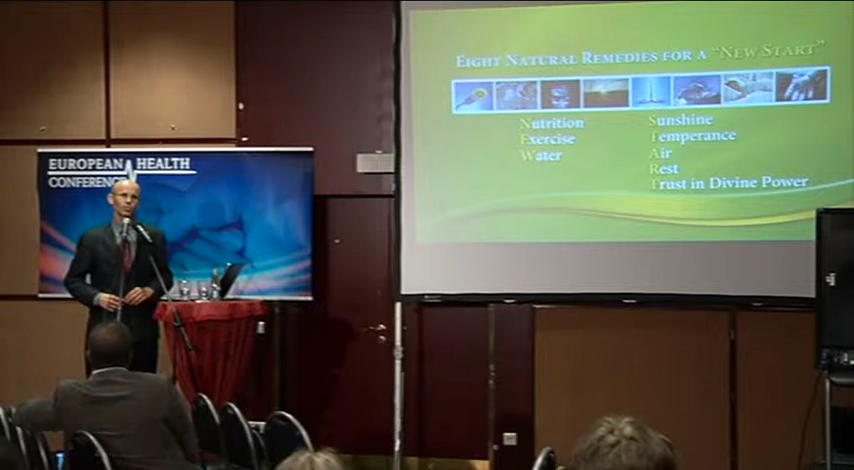 EUROPEAN HEALTH
CONFERENCE
EIGHT NATURAL REMEDIES FOR A "NEW START"
Nutrition
Exercise
Water
Sunshine
Temperance
Air
Rest
Trust in Divine Power